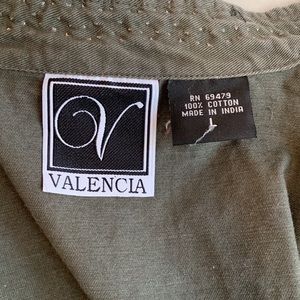 V
VALENCIA
RN 69479
100% COTTON
MADE IN INDIA
L